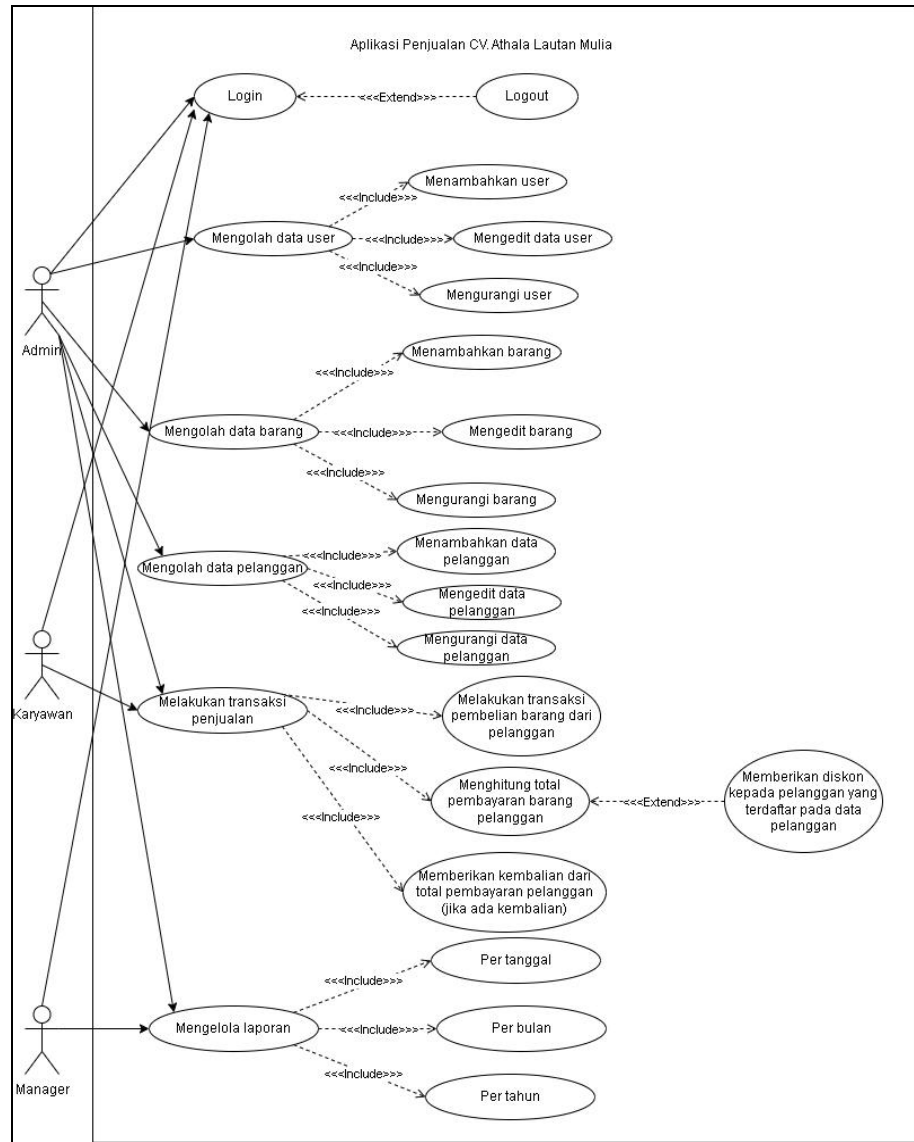 Aplikasi Penjualan CV. Athala Lautan Mulia
Login
<<<Extend>>>
Logout
Menambahkan user
<<<Include>>>
Mengolah data user
<<<Include>>>
Mengedit data user
<<<Include>>>
Mengurangi user
Admin
Menambahkan barang
<<<Include>>>
Mengolah data barang
<<<Include>>>
Mengedit barang
<<<Include>>>
Mengurangi barang
Menambahkan data
pelanggan
<<<Include>>>
Mengolah data pelanggan
<<<Include>>>
Mengedit data
pelanggan
<<<Include>>>
Mengurangi data
pelanggan
Karyawan
Melakukan transaksi
penjualan
<<<Include>>>
Melakukan transaksi
pembelian barang dari
pelanggan
<<<Include>>>
Menghitung total
pembayaran barang
pelanggan
<<<Extend>>>
Memberikan diskon
kepada pelanggan yang
terdaftar pada data
pelanggan
<<<Include>>>
Memberikan kembalian dari
total pembayaran pelanggan
(jika ada kembalian)
Per tanggal
<<<Include>>>
Mengelola laporan
<<<Include>>>
Per bulan
<<<Include>>>
Per tahun
Manager